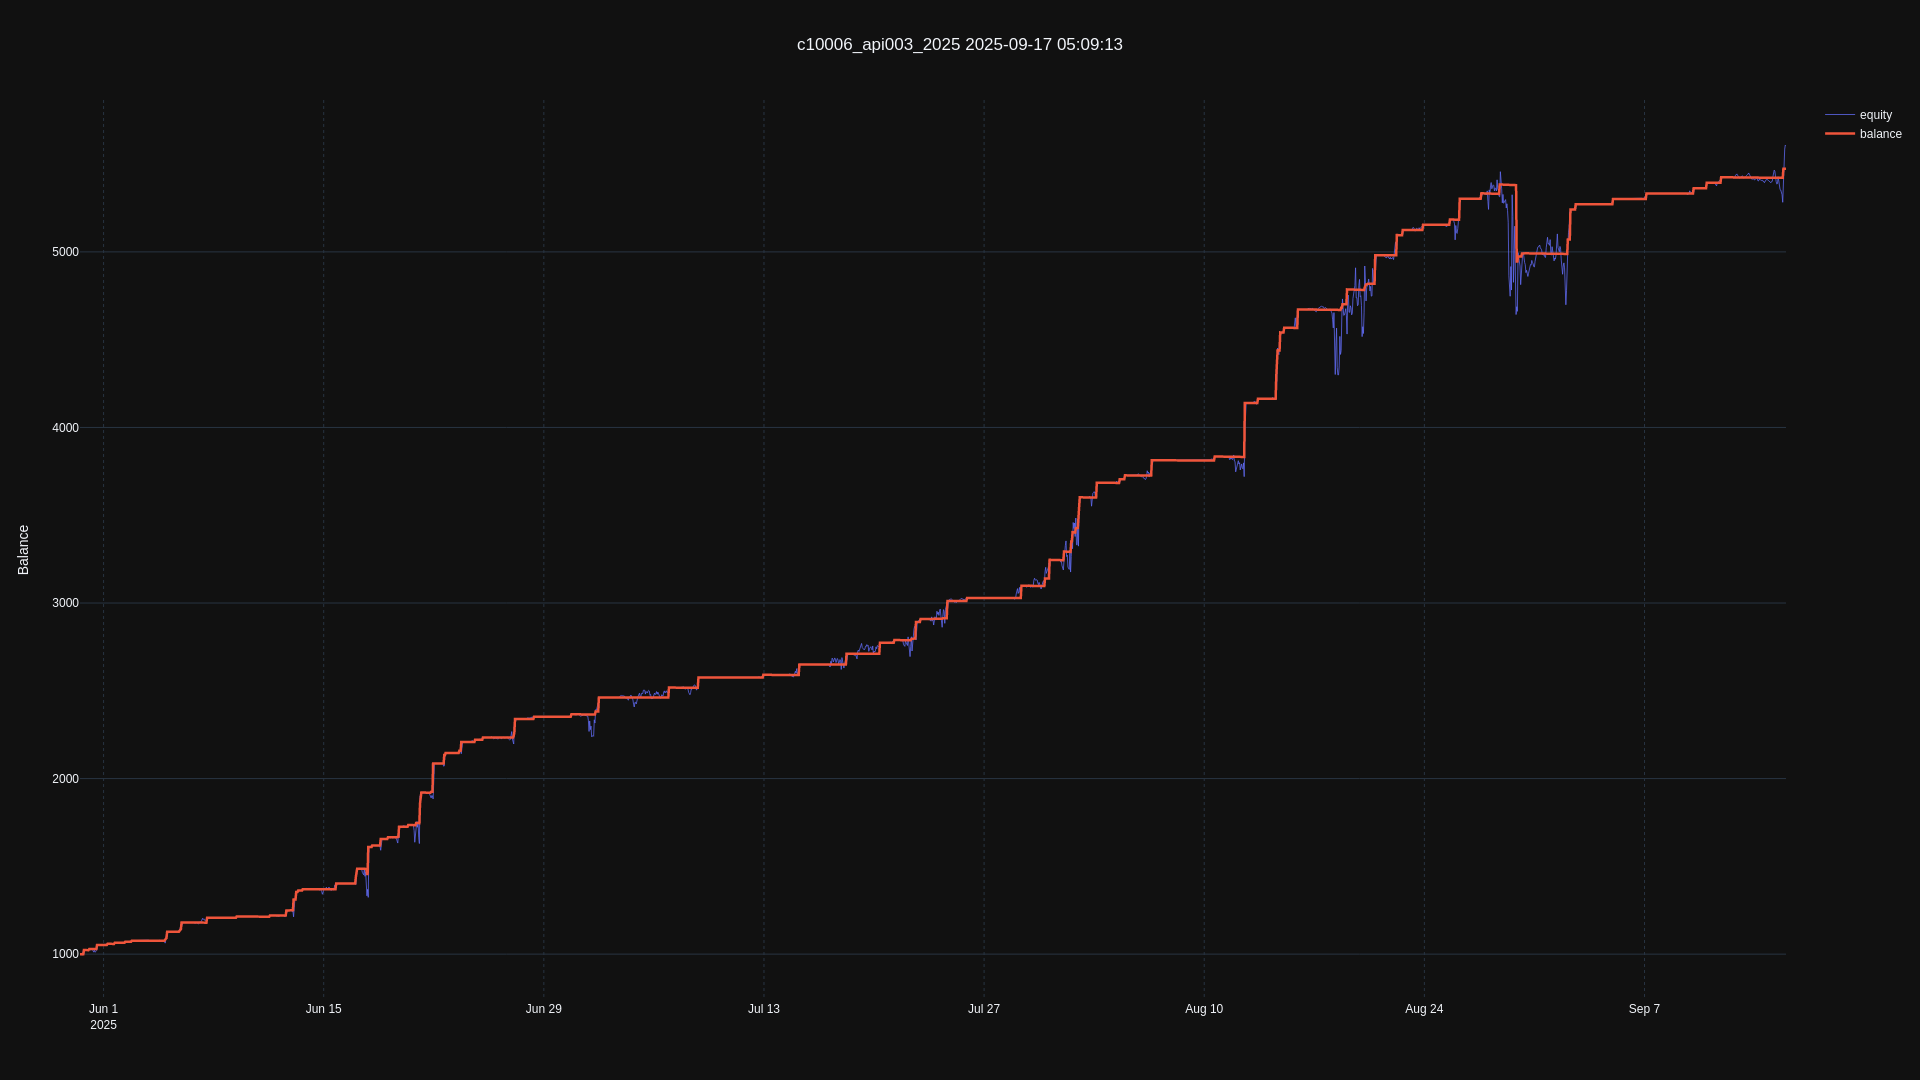 c10006_api003_2025 2025-09-17 05:09:13
equity
balance
Balance
5000
4000
3000
2000
1000
Jun 1
2025
Jun 15
Jun 29
Jul 13
Jul 27
Aug 10
Aug 24
Sep 7